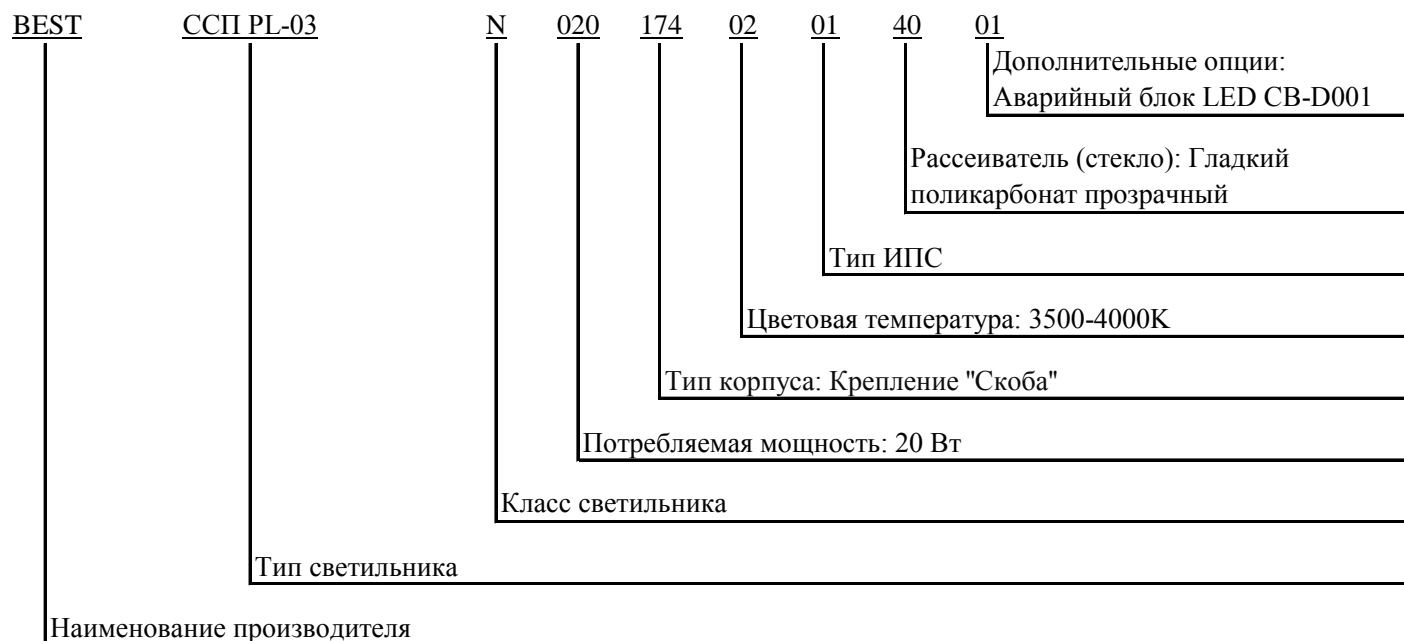 BEST ССП PL-03 N 020 174 02 01 40 01
Дополнительные опции:
Аварийный блок LED CB-D001
Рассеиватель (стекло): Гладкий
поликарбонат прозрачный
Тип ИПС
Цветовая температура: 3500-4000K
Тип корпуса: Крепление "Скоба"
Потребляемая мощность: 20 Вт
Класс светильника
Тип светильника
Наименование производителя